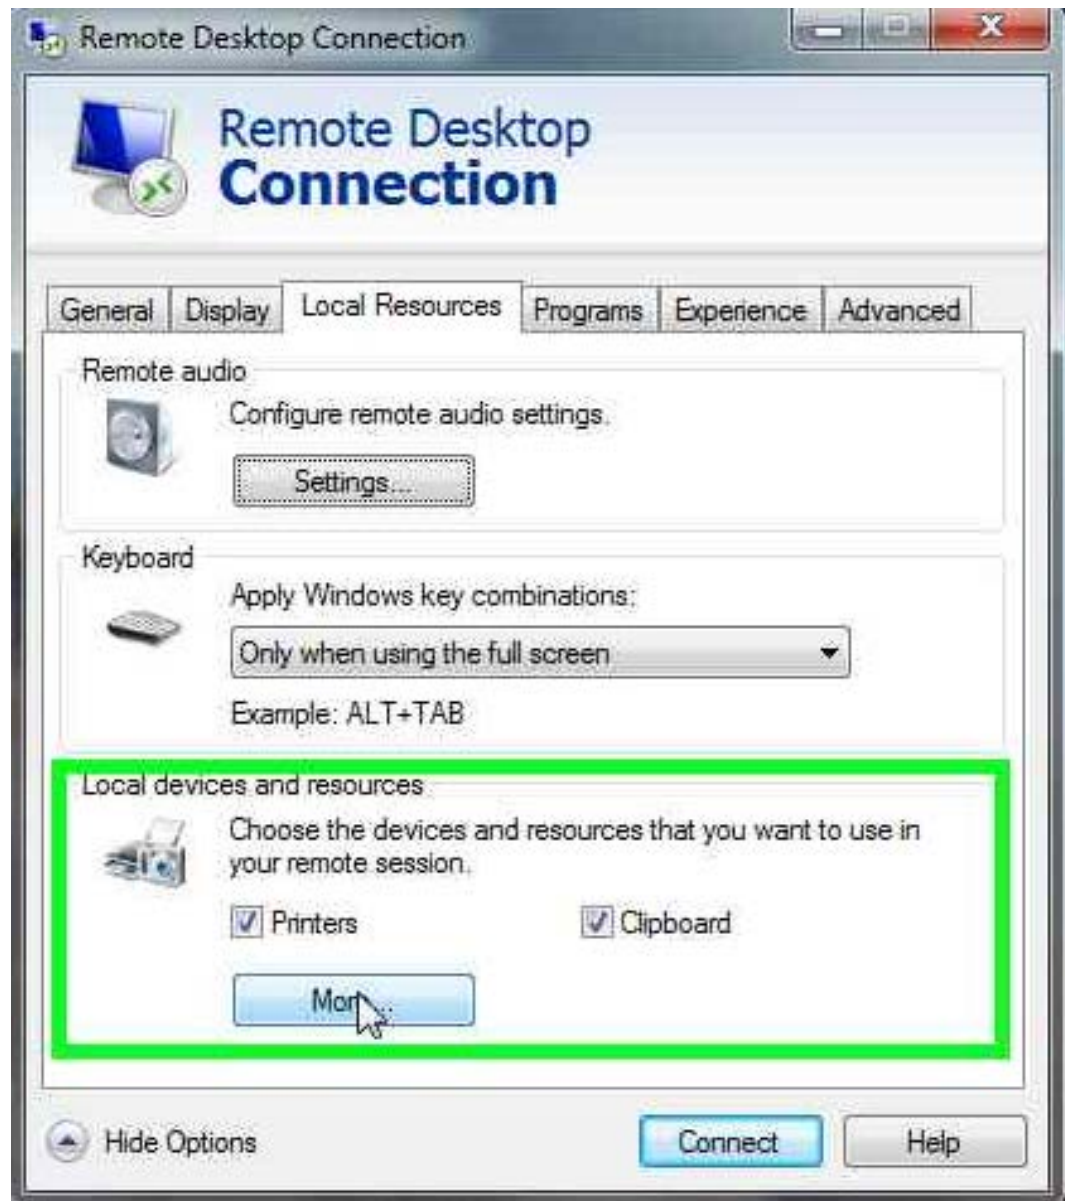 Remote Desktop Connection
Remote Desktop
Connection
General Display Local Resources Programs Experience Advanced
Remote audio
Configure remote audio settings.
Settings...
Keyboard
Apply Windows key combinations:
Only when using the full screen
Example: ALT+TAB
Local devices and resources
Choose the devices and resources that you want to use in
your remote session.
Printers Clipboard
More...
Hide Options Connect Help